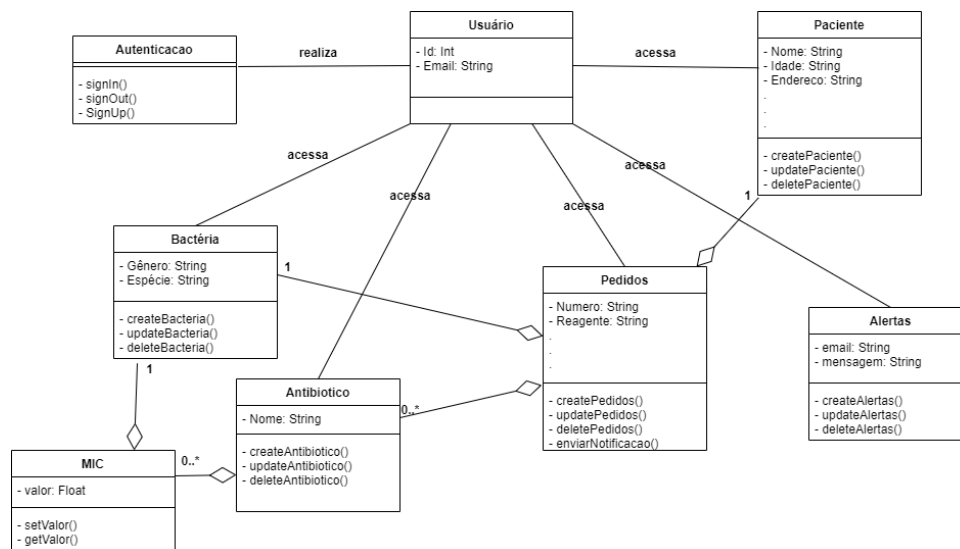 Usuário
- Id: Int
- Email: String
Paciente
- Nome: String
- Idade: String
- Endereco: String
.
.
.
- createPaciente()
- updatePaciente()
- deletePaciente()
Autenticacao
- signIn()
- signOut()
- SignUp()
realiza
acessa
acessa
acessa
acessa
1
Bactéria
- Gênero: String
- Espécie: String
- createBacteria()
- updateBacteria()
- deleteBacteria()
1
1
Pedidos
- Numero: String
- Reagente: String
.
.
.
- createPedidos()
- updatePedidos()
- deletePedidos()
- enviarNotificacao()
Alertas
- email: String
- mensagem: String
- createAlertas()
- updateAlertas()
- deleteAlertas()
Antibiotico
- Nome: String
- createAntibiotico()
- updateAntibiotico()
- deleteAntibiotico()
0..*
0..*
MIC
- valor: Float
- setValor()
- getValor()